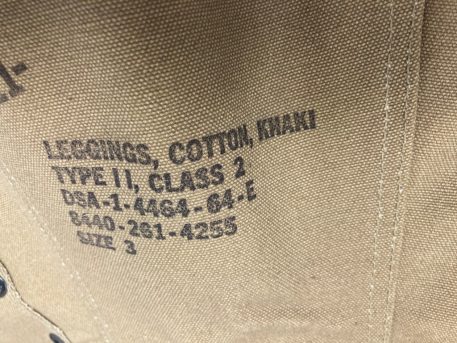 LEGGINGS, COTTON, KHAKI
TYPE II, CLASS 2
DSA-1-4464-64-E
8440-261-4255
SIZE 3